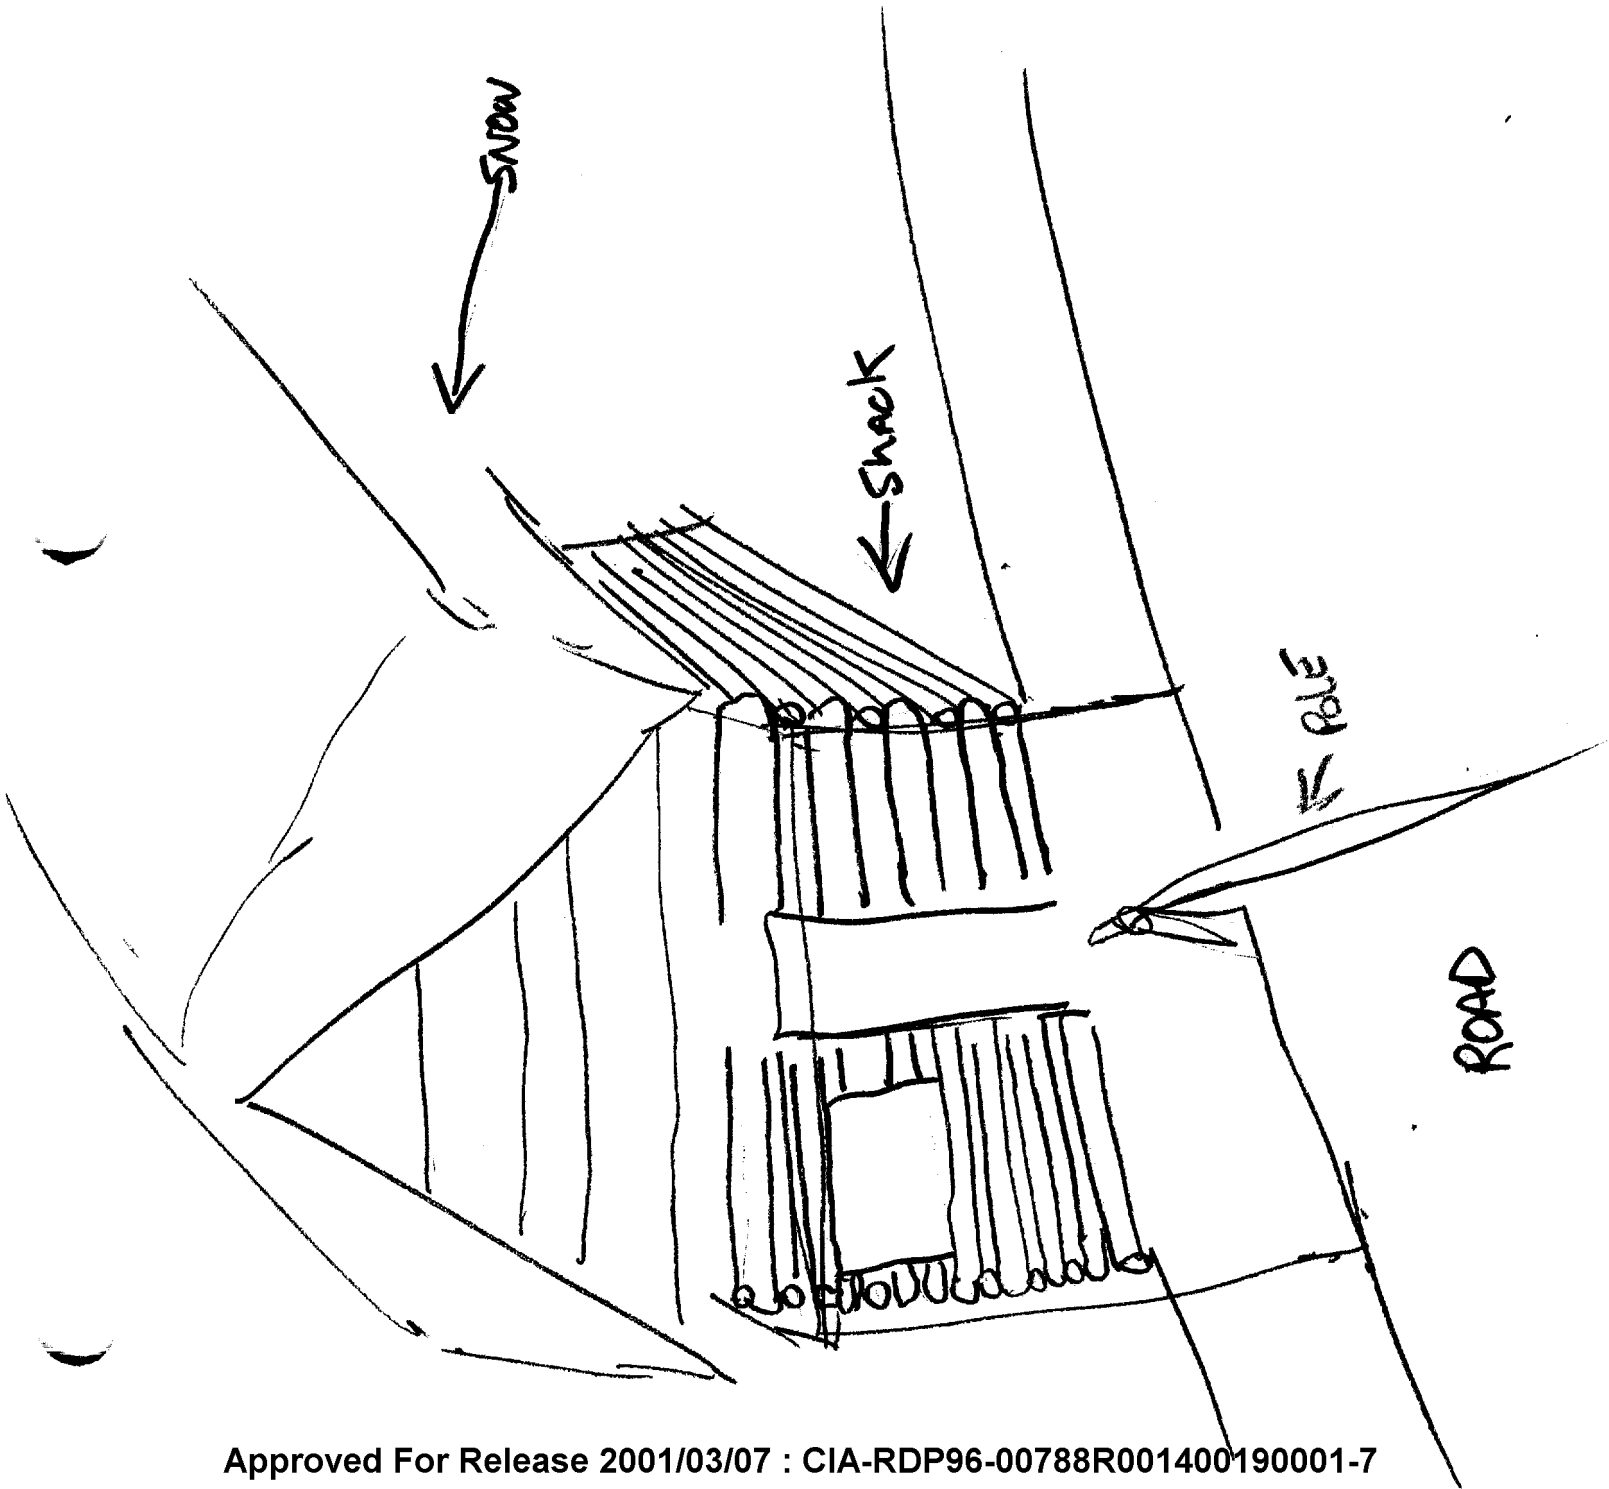 SNOW
ShACK
POLE
ROAD
Approved For Release 2001/03/07 : CIA-RDP96-00788R001400190001-7